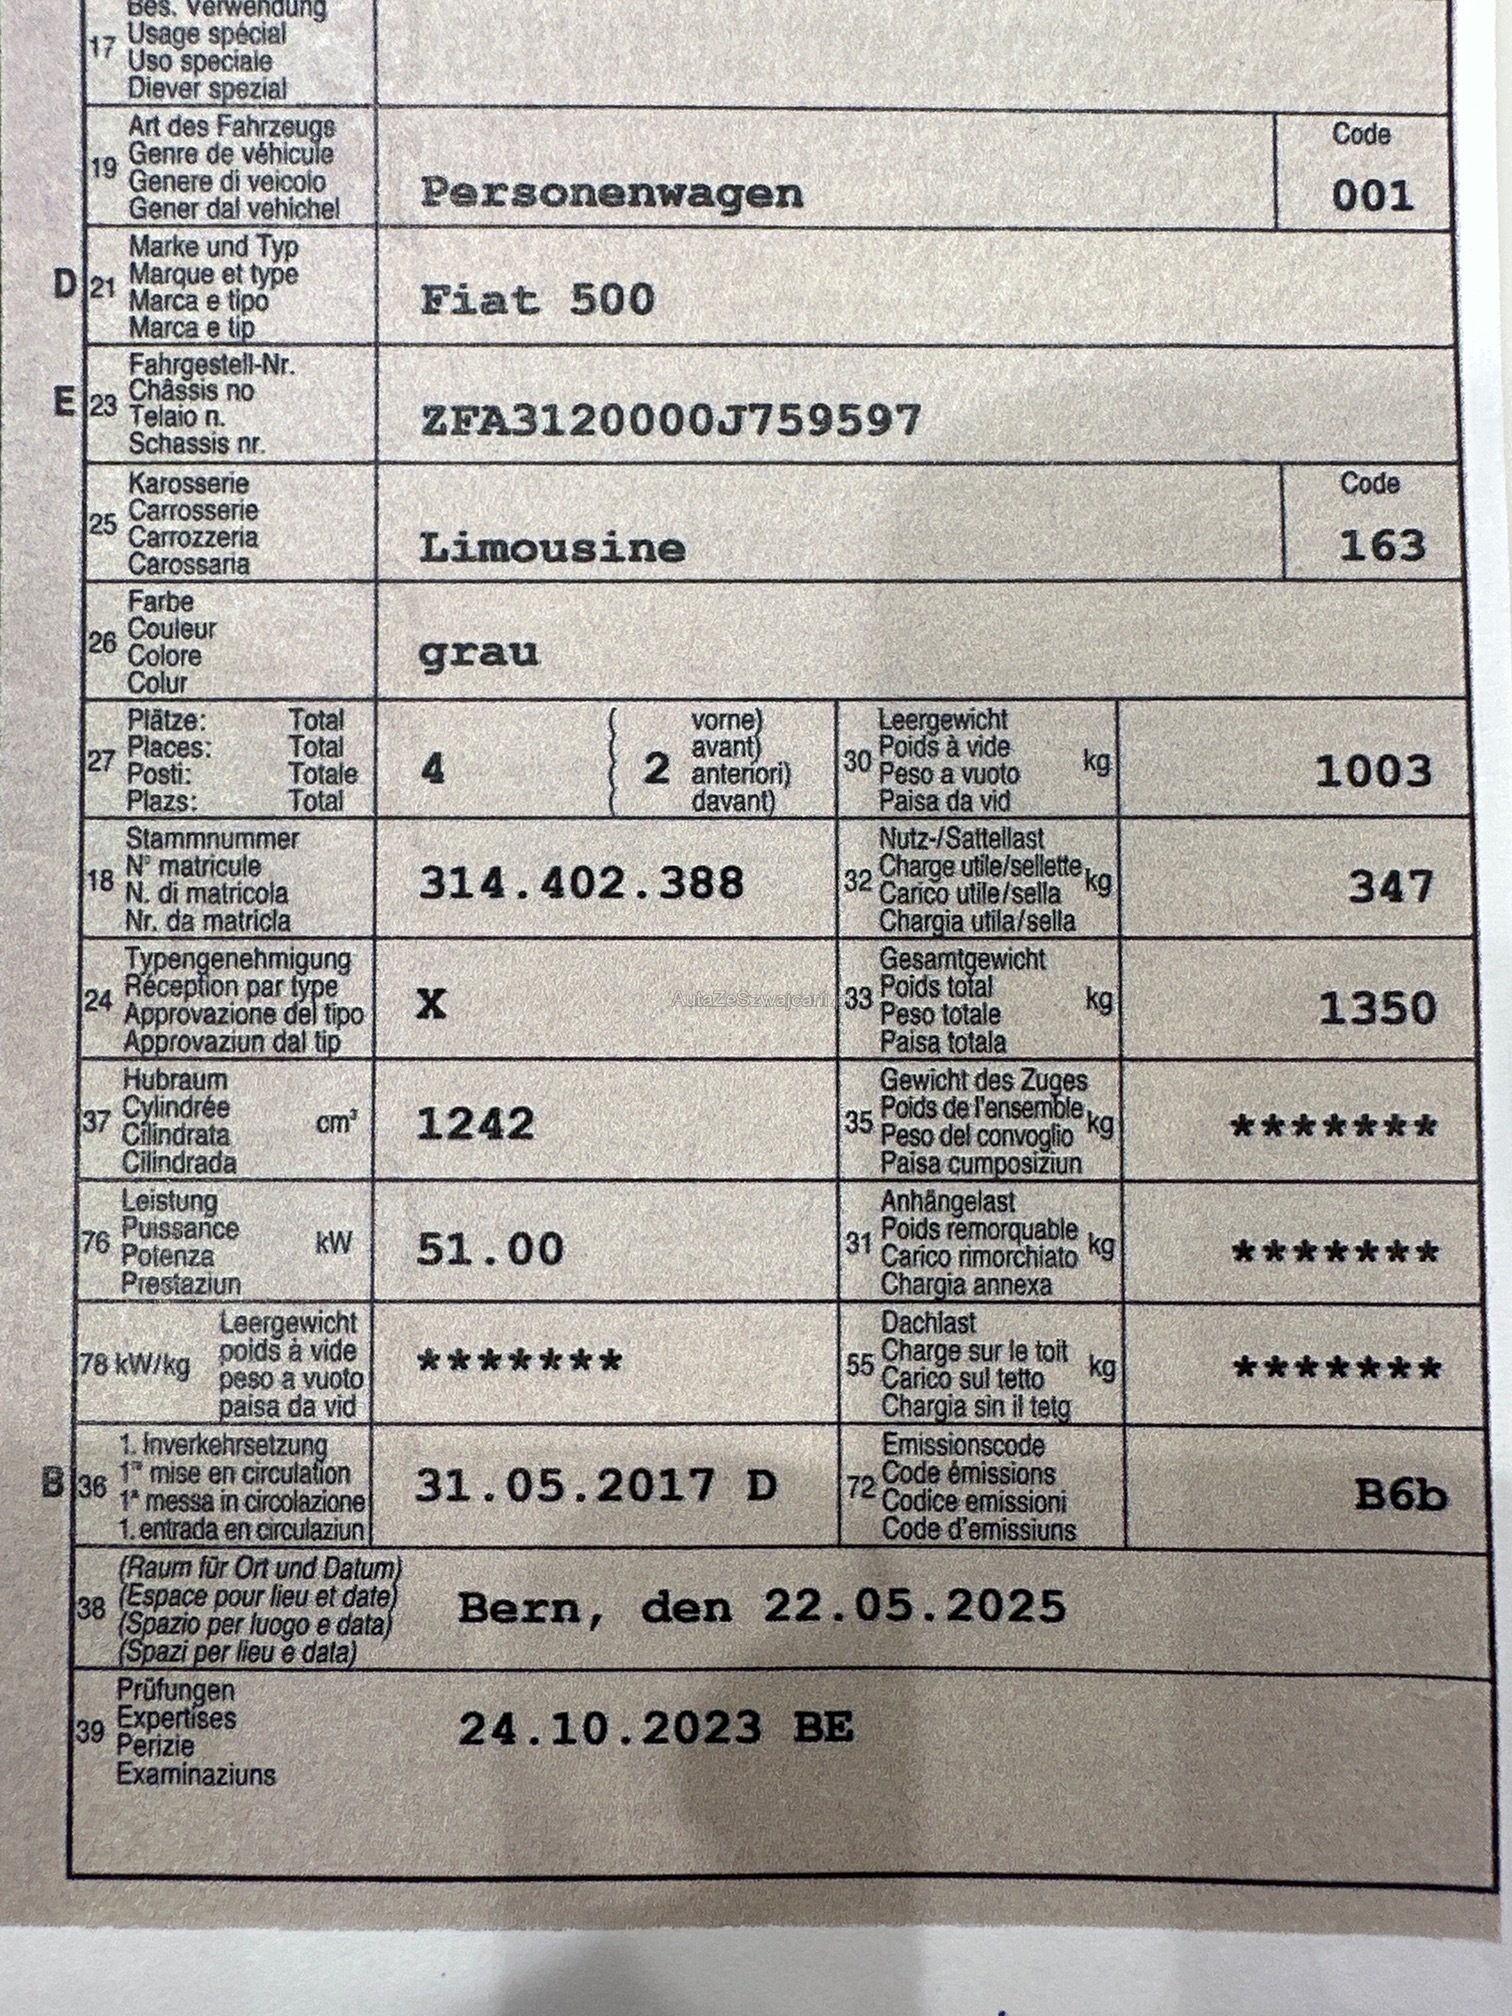 Bes. Verwendung
17 Usage spécial
Uso speciale
Diever spezial
Art des Fahrzeugs Code
19 Genre de véhicule
Genere di veicolo Personenwagen 001
Gener dal vehichel
Marke und Typ
D 21 Marque et type Fiat 500
Marca e tipo
Marca e tip
Fahrgestell-Nr.
E 23 Châssis no ZFA3120000J759597
Telaio n.
Schassis nr.
Karosserie Code
25 Carrosserie
Carrozzeria Limousine 163
Carossaria
Farbe
26 Couleur
Colore grau
Colur
Plätze: Total ( vorne) Leergewicht
27 Places: Total ( avant) 30 Poids à vide kg
Posti: Totale 4 ( 2 anteriori) Peso a vuoto 1003
Plazs: Total ( davant) Paisa da vid
Stammnummer Nutz-/Sattellast
18 N° matricule 314.402.388 32 Charge utile/sellette kg 347
N. di matricola Carico utile/sella
Nr. da matricla Chargia utila/sella
Typengenehmigung Gesamtgewicht
24 Réception par type X 33 Poids total kg 1350
Approvazione del tipo Peso totale
Approvaziun dal tip Paisa totala
AutaZeSzwajcarii.
Hubraum Gewicht des Zuges
37 Cylindrée cm³ 1242 35 Poids de l'ensemble kg *******
Cilindrata Peso del convoglio
Cilindrada Paisa cumposiziun
Leistung Anhängelast
76 Puissance kW 51.00 31 Poids remorquable kg *******
Potenza Carico rimorchiato
Prestaziun Chargia annexa
Leergewicht Dachlast
78 kW/kg poids à vide ******* 55 Charge sur le toit kg *******
peso a vuoto Carico sul tetto
paisa da vid Chargia sin il tetg
1. Inverkehrsetzung Emissionscode
B 36 1re mise en circulation 31.05.2017 D 72 Code émissions B6b
1a messa in circolazione Codice emissioni
1. entrada en circulaziun Code d'emissiuns
(Raum für Ort und Datum)
38 (Espace pour lieu et date) Bern, den 22.05.2025
(Spazio per luogo e data)
(Spazi per lieu e data)
Prüfungen
39 Expertises 24.10.2023 BE
Perizie
Examinaziuns